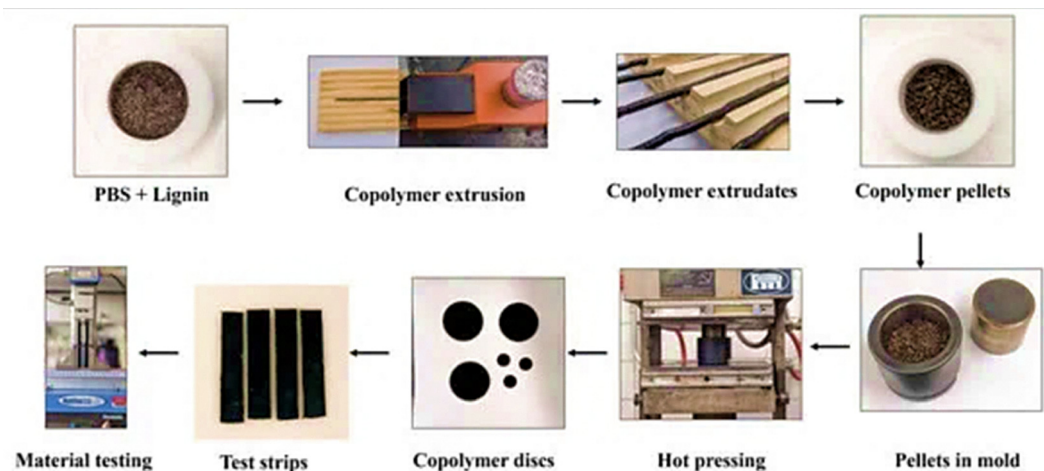 PBS + Lignin
Copolymer extrusion
Copolymer extrudates
Copolymer pellets
Material testing
Test strips
Copolymer discs
Hot pressing
Pellets in mold